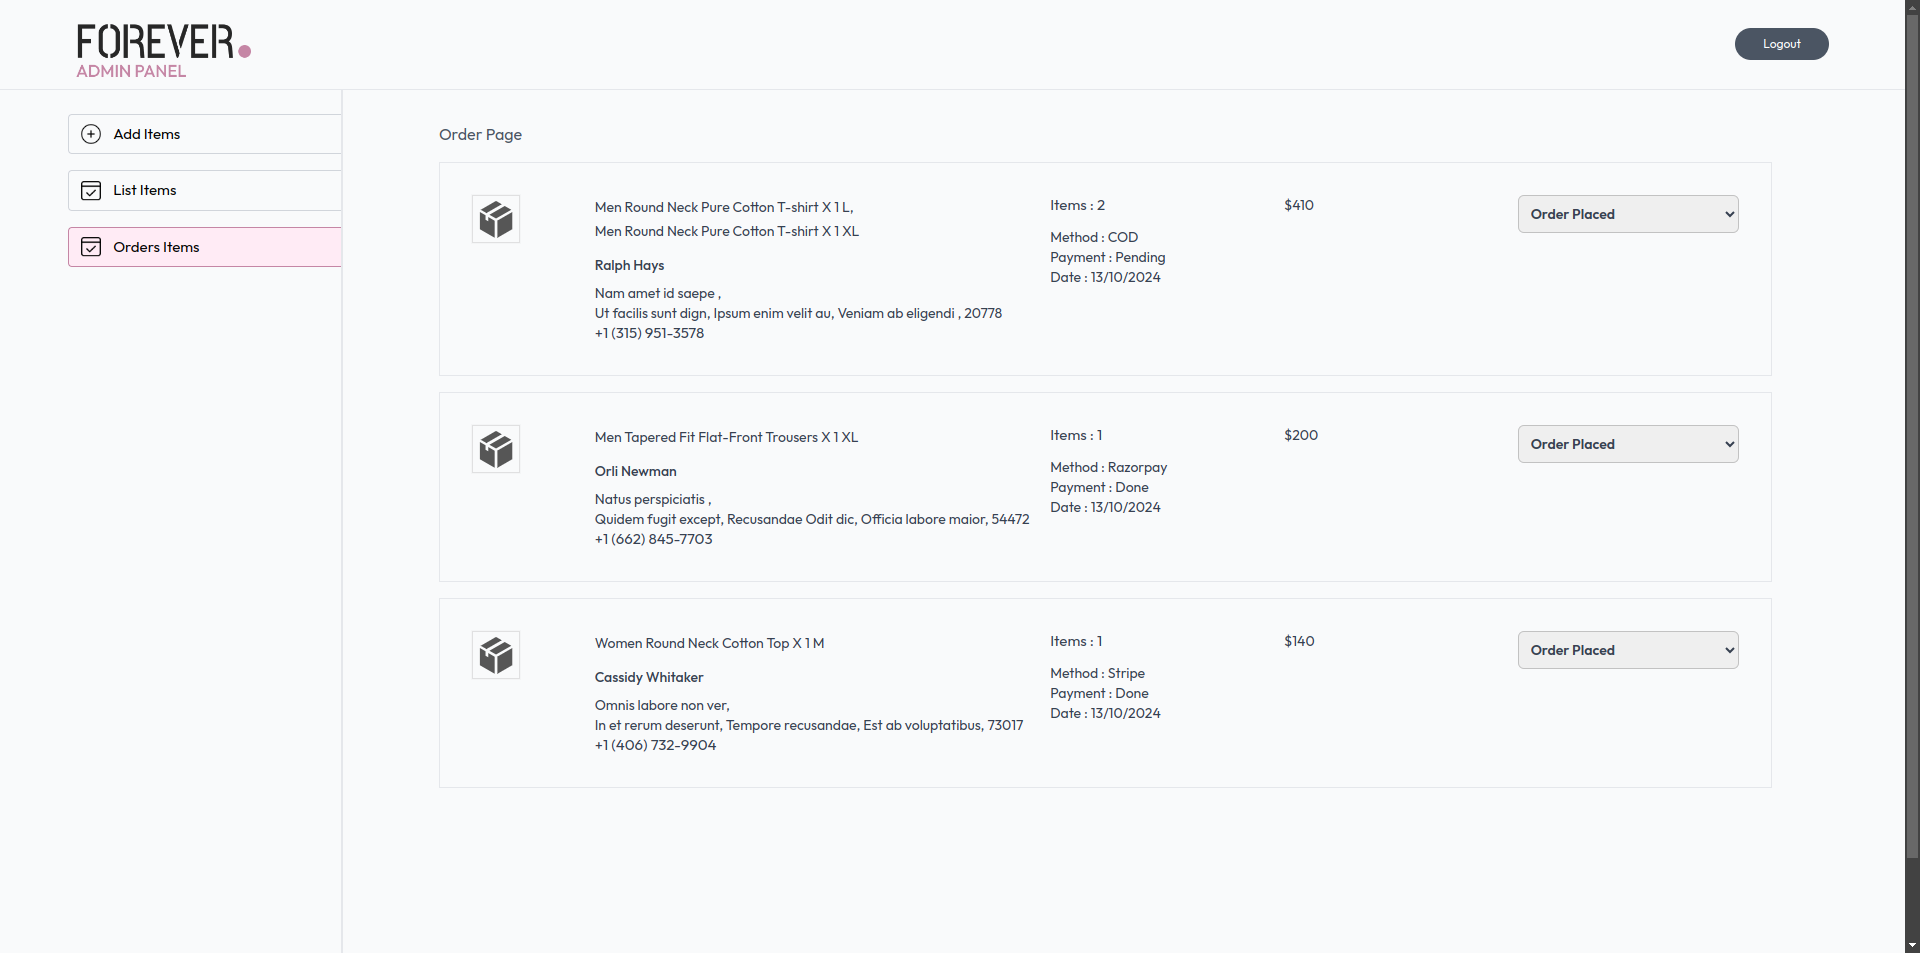 FOREVER.
ADMIN PANEL
Logout
Add Items
List Items
Orders Items
Order Page
Men Round Neck Pure Cotton T-shirt X 1 L,
Men Round Neck Pure Cotton T-shirt X 1 XL
Ralph Hays
Nam amet id saepe ,
Ut facilis sunt dign, Ipsum enim velit au, Veniam ab eligendi , 20778
+1 (315) 951-3578
Items : 2
Method : COD
Payment : Pending
Date : 13/10/2024
$410
Order Placed
Men Tapered Fit Flat-Front Trousers X 1 XL
Orli Newman
Natus perspiciatis ,
Quidem fugit except, Recusandae Odit dic, Officia labore maior, 54472
+1 (662) 845-7703
Items : 1
Method : Razorpay
Payment : Done
Date : 13/10/2024
$200
Order Placed
Women Round Neck Cotton Top X 1 M
Cassidy Whitaker
Omnis labore non ver,
In et rerum deserunt, Tempore recusandae, Est ab voluptatibus, 73017
+1 (406) 732-9904
Items : 1
Method : Stripe
Payment : Done
Date : 13/10/2024
$140
Order Placed